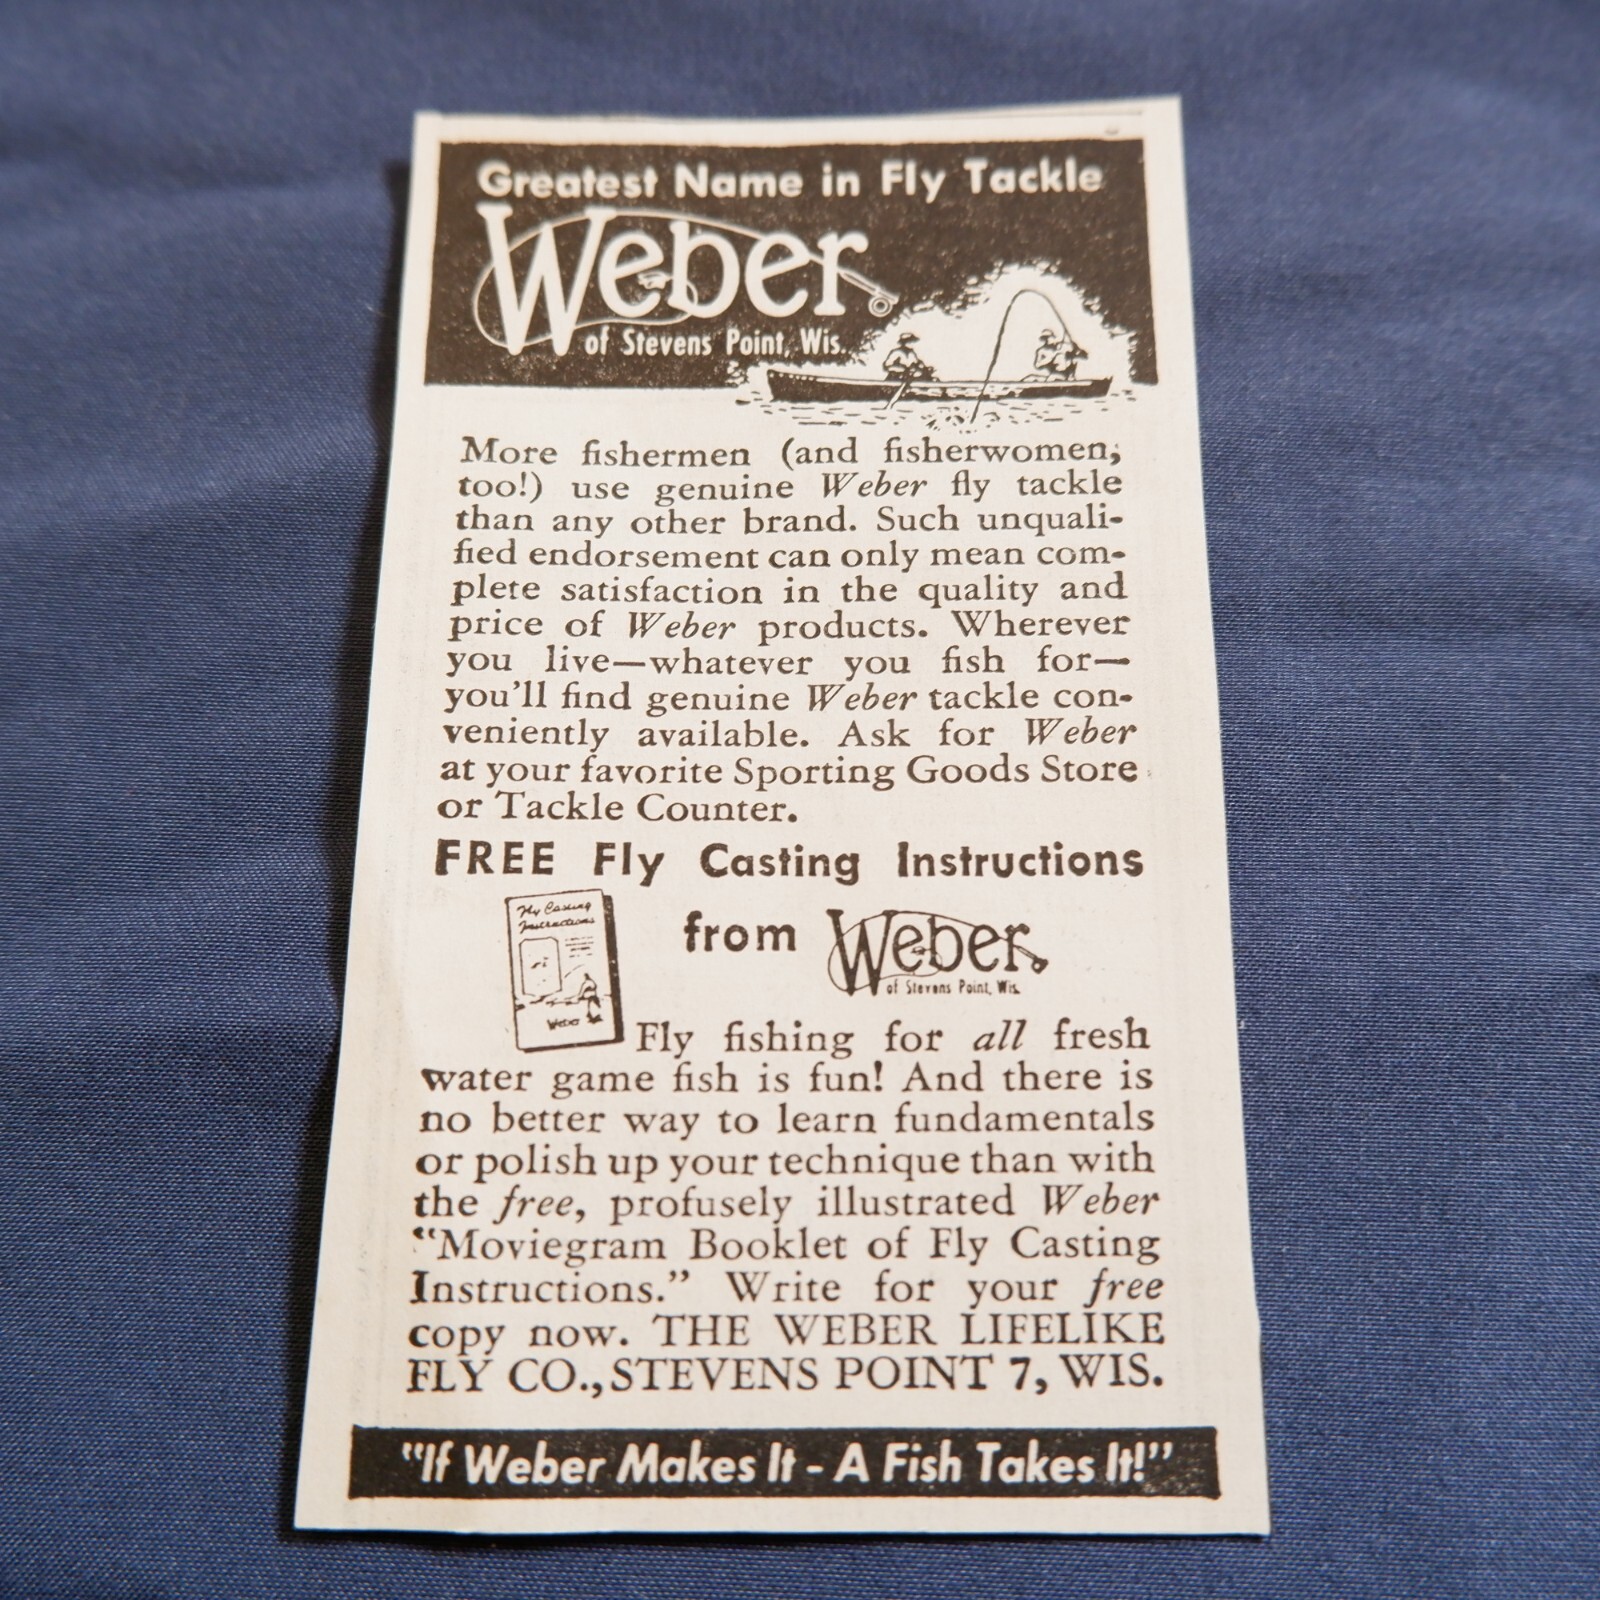 Greatest Name in Fly Tackle
Weber
of Stevens Point, Wis.
More fishermen (and fisherwomen,
too!) use genuine Weber fly tackle
than any other brand. Such unquali-
fied endorsement can only mean com-
plete satisfaction in the quality and
price of Weber products. Wherever
you live—whatever you fish for—
you'll find genuine Weber tackle con-
veniently available. Ask for Weber
at your favorite Sporting Goods Store
or Tackle Counter.
FREE Fly Casting Instructions
Fly Casting
Instructions
Weber
from Weber
of Stevens Point, Wis.
Fly fishing for all fresh
water game fish is fun! And there is
no better way to learn fundamentals
or polish up your technique than with
the free, profusely illustrated Weber
"Moviegram Booklet of Fly Casting
Instructions." Write for your free
copy now. THE WEBER LIFELIKE
FLY CO., STEVENS POINT 7, WIS.
"If Weber Makes It - A Fish Takes It!"